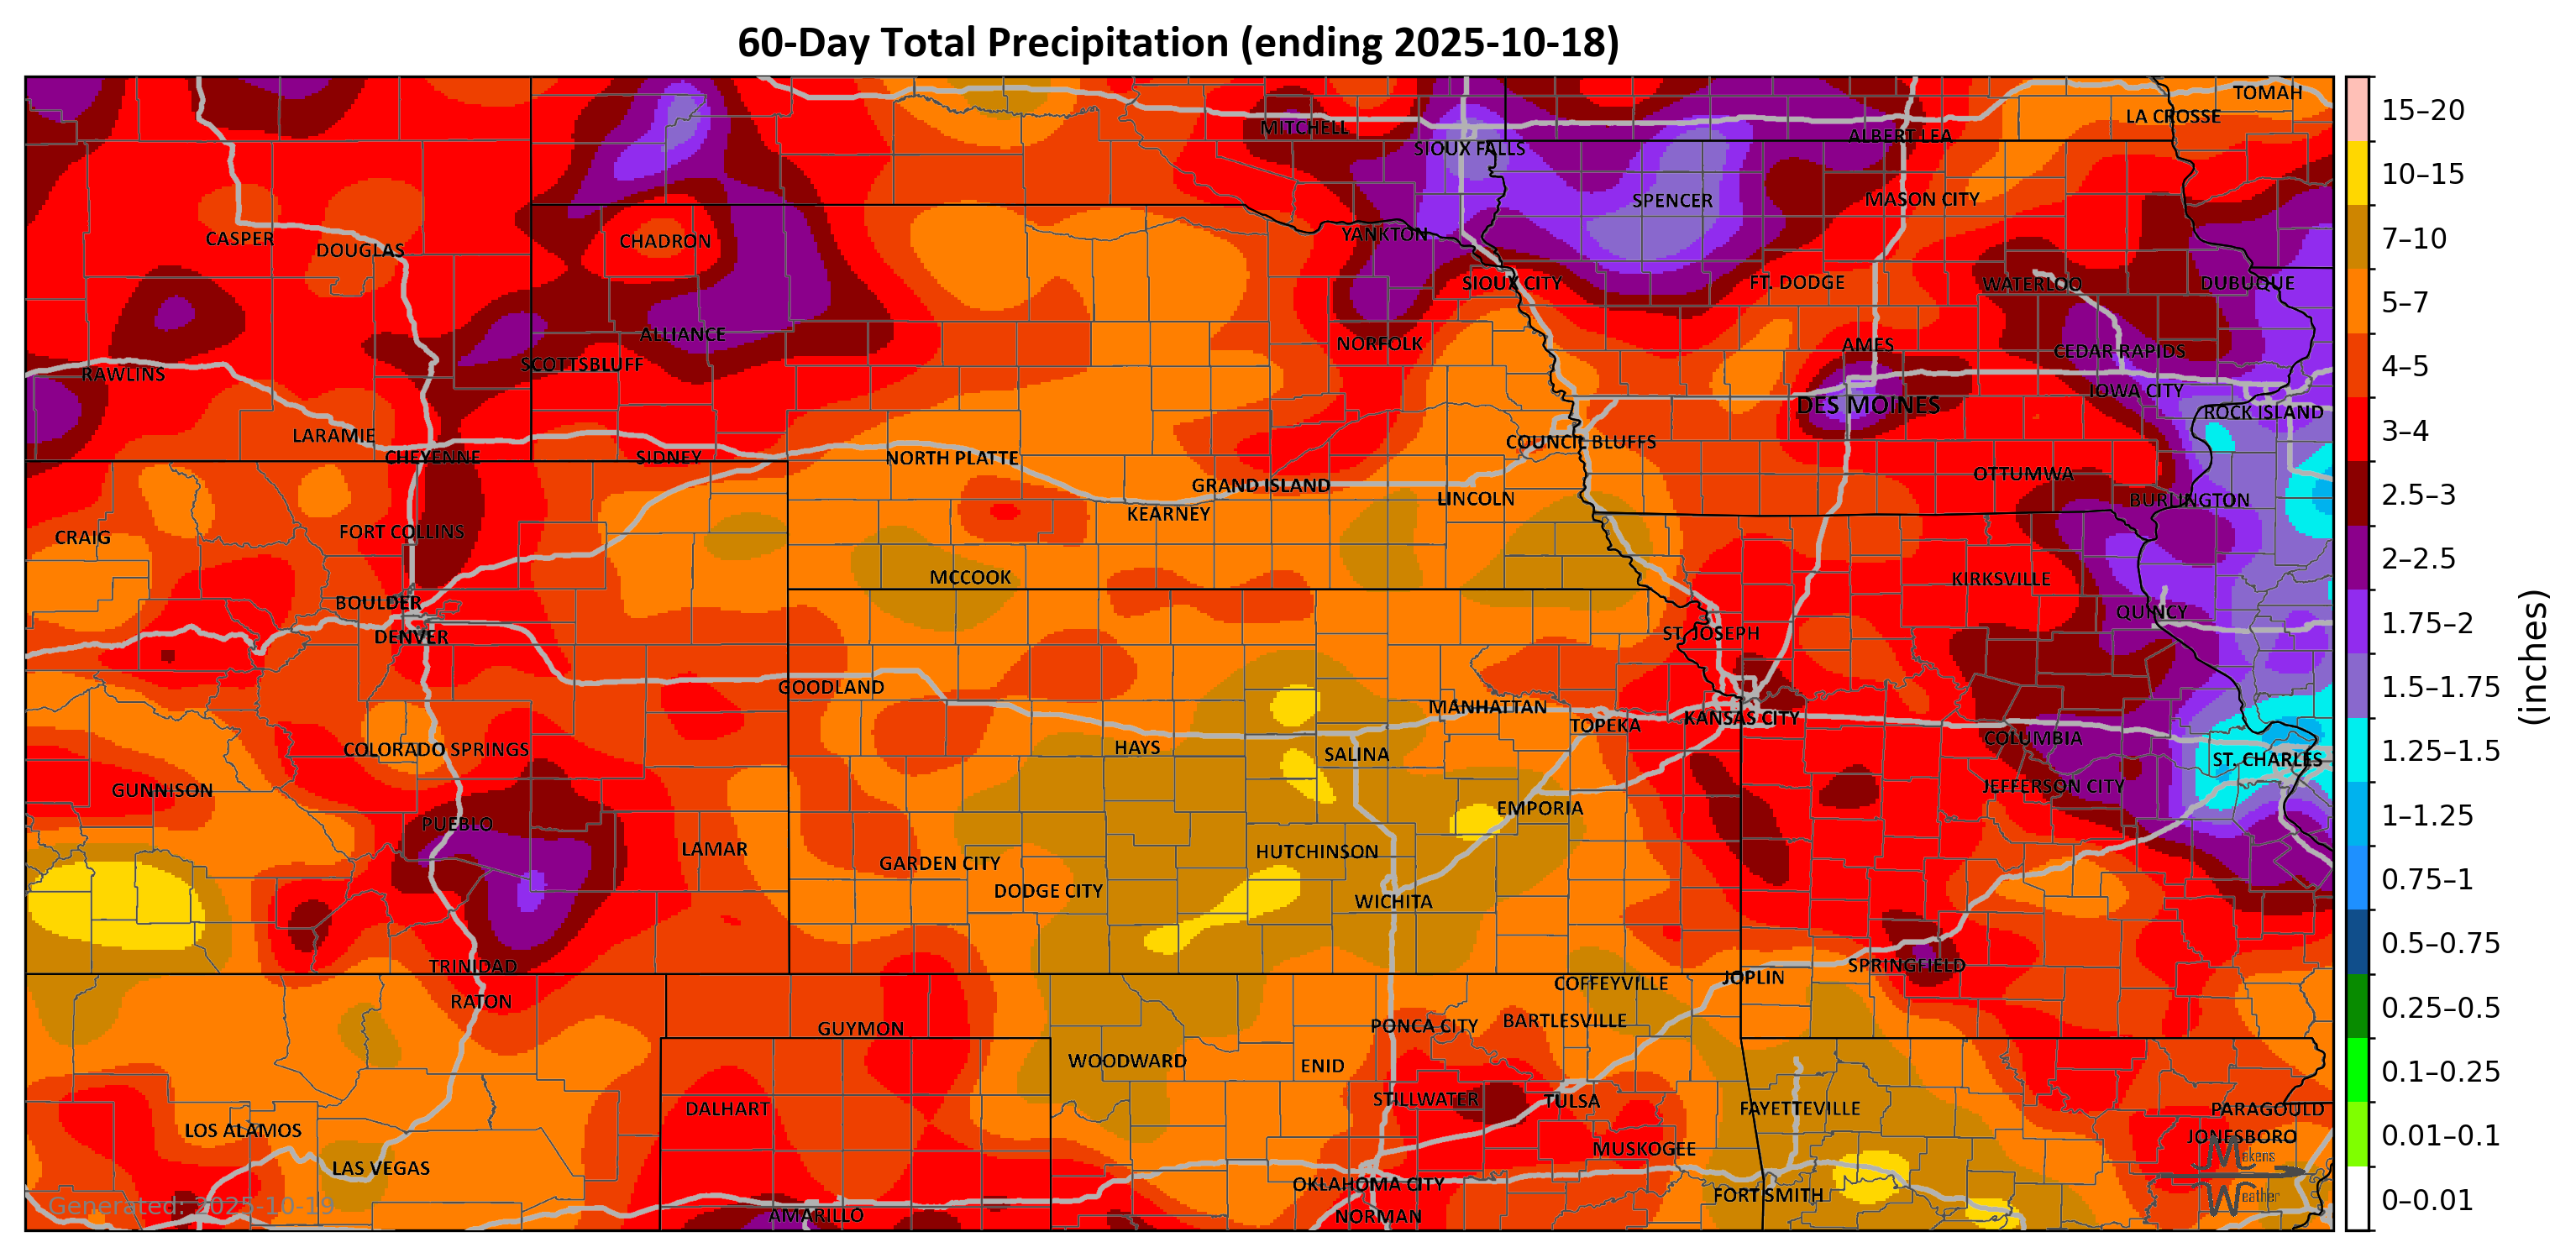 60-Day Total Precipitation (ending 2025-10-18)
TOMAH
LA CROSSE
MITCHELL
ALBERT LEA
SIOUX FALLS
SPENCER
MASON CITY
YANKTON
CASPER
CHADRON
DOUGLAS
SIOUX CITY
FT. DODGE
WATERLOO
DUBUQUE
ALLIANCE
NORFOLK
AMES
CEDAR RAPIDS
SCOTTSBLUFF
RAWLINS
IOWA CITY
DES MOINES
ROCK ISLAND
LARAMIE
COUNCIL BLUFFS
CHEYENNE
SIDNEY
NORTH PLATTE
OTTUMWA
GRAND ISLAND
LINCOLN
BURLINGTON
KEARNEY
FORT COLLINS
CRAIG
MCCOOK
KIRKSVILLE
BOULDER
QUINCY
DENVER
ST. JOSEPH
GOODLAND
MANHATTAN
KANSAS CITY
TOPEKA
COLUMBIA
COLORADO SPRINGS
HAYS
SALINA
ST. CHARLES
GUNNISON
JEFFERSON CITY
EMPORIA
PUEBLO
LAMAR
HUTCHINSON
GARDEN CITY
DODGE CITY
WICHITA
TRINIDAD
SPRINGFIELD
JOPLIN
COFFEYVILLE
RATON
GUYMON
PONCA CITY
BARTLESVILLE
WOODWARD
ENID
STILLWATER
TULSA
DALHART
FAYETTEVILLE
PARAGOULD
LOS ALAMOS
JONESBORO
MUSKOGEE
LAS VEGAS
OKLAHOMA CITY
FORT SMITH
AMARILLO
NORMAN
Generated: 2025-10-19
Makens
Weather
15–20
10–15
7–10
5–7
4–5
3–4
2.5–3
2–2.5
1.75–2
1.5–1.75
1.25–1.5
1–1.25
0.75–1
0.5–0.75
0.25–0.5
0.1–0.25
0.01–0.1
0–0.01
(inches)